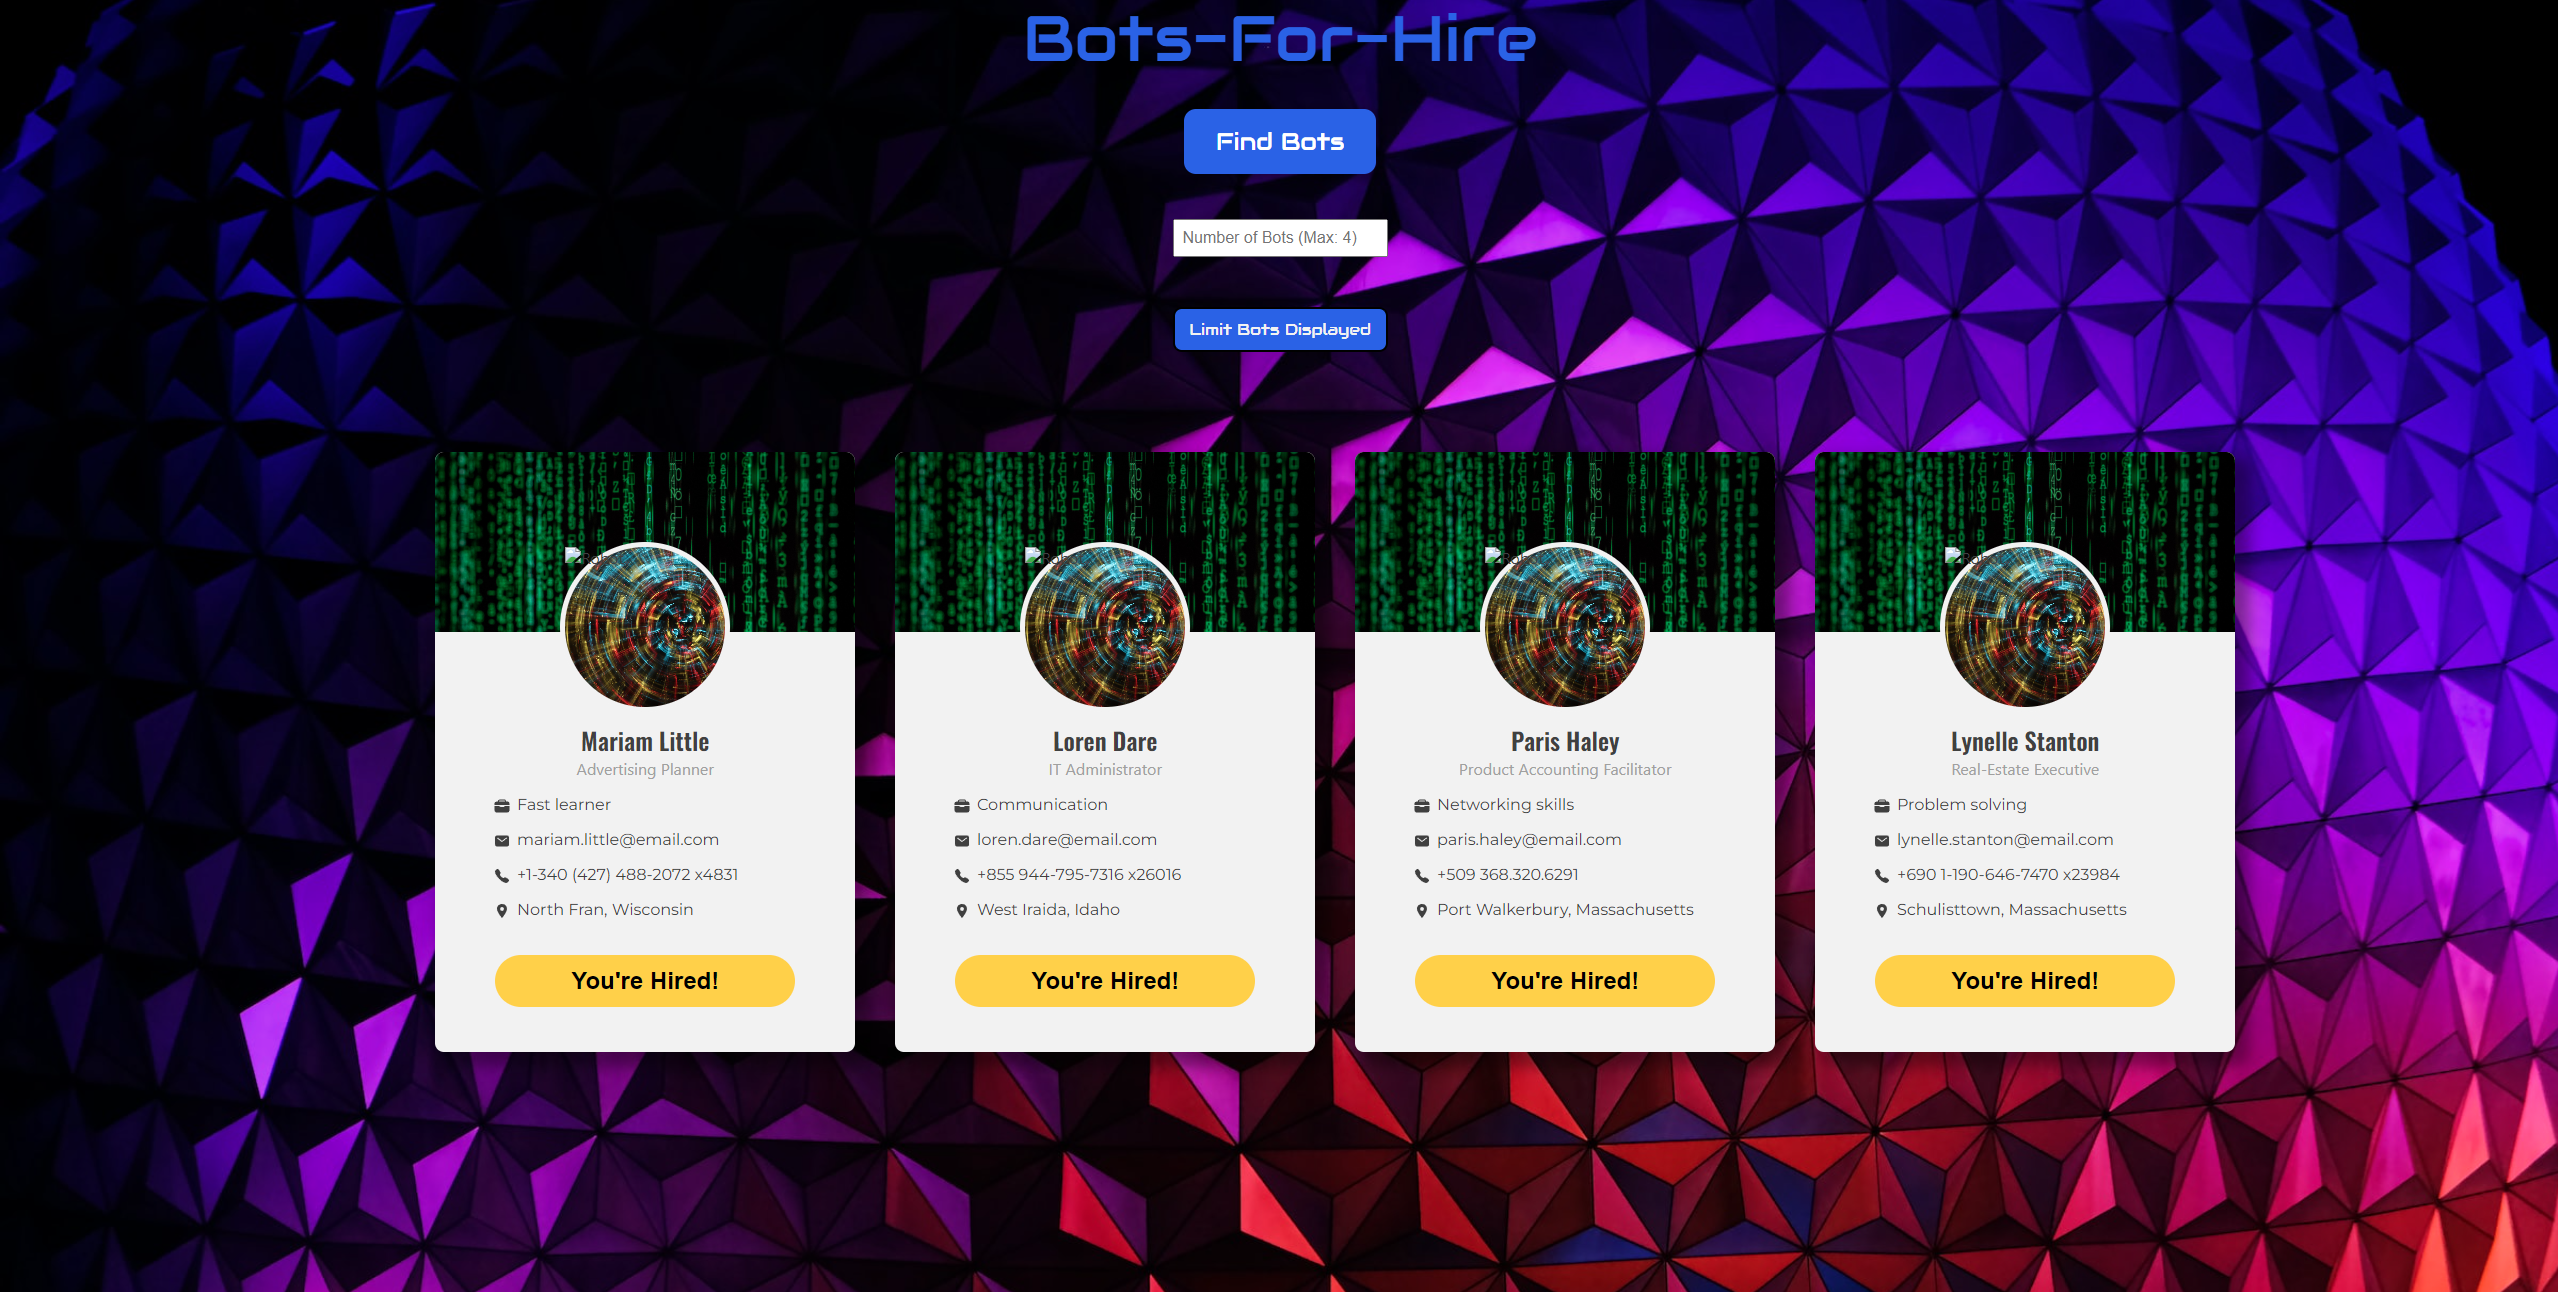 Bots-For-Hire
Find Bots
Number of Bots (Max: 4)
Limit Bots Displayed
Mariam Little
Advertising Planner
Fast learner
mariam.little@email.com
+1-340 (427) 488-2072 x4831
North Fran, Wisconsin
You're Hired!
Loren Dare
IT Administrator
Communication
loren.dare@email.com
+855 944-795-7316 x26016
West Iraida, Idaho
You're Hired!
Paris Haley
Product Accounting Facilitator
Networking skills
paris.haley@email.com
+509 368.320.6291
Port Walkerbury, Massachusetts
You're Hired!
Lynelle Stanton
Real-Estate Executive
Problem solving
lynelle.stanton@email.com
+690 1-190-646-7470 x23984
Schulisttown, Massachusetts
You're Hired!